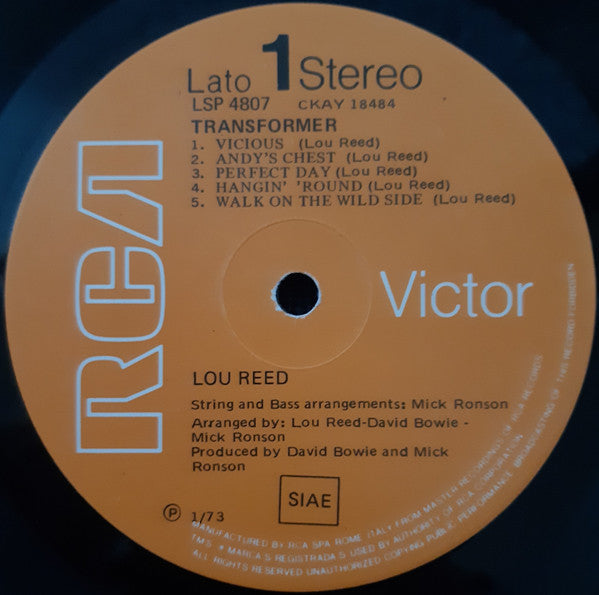 Lato 1 Stereo
LSP 4807 CKAY 18484
TRANSFORMER
1. VICIOUS (Lou Reed)
2. ANDY'S CHEST (Lou Reed)
3. PERFECT DAY (Lou Reed)
4. HANGIN' 'ROUND (Lou Reed)
5. WALK ON THE WILD SIDE (Lou Reed)
RCA
Victor
LOU REED
String and Bass arrangements: Mick Ronson
Arranged by: Lou Reed-David Bowie -
Mick Ronson
Produced by David Bowie and Mick
Ronson
SIAE
℗ 1/73
MANUFACTURED BY RCA SPA ROME ITALY FROM MASTER RECORDINGS OF RCA RECORDS
TM'S ® MARCA'S REGISTRADA'S USED BY AUTHORITY OF RCA CORPORATION
ALL RIGHTS RESERVED UNAUTHORIZED COPYING PUBLIC PERFORMANCE BROADCASTING OF THIS RECORD FORBIDDEN